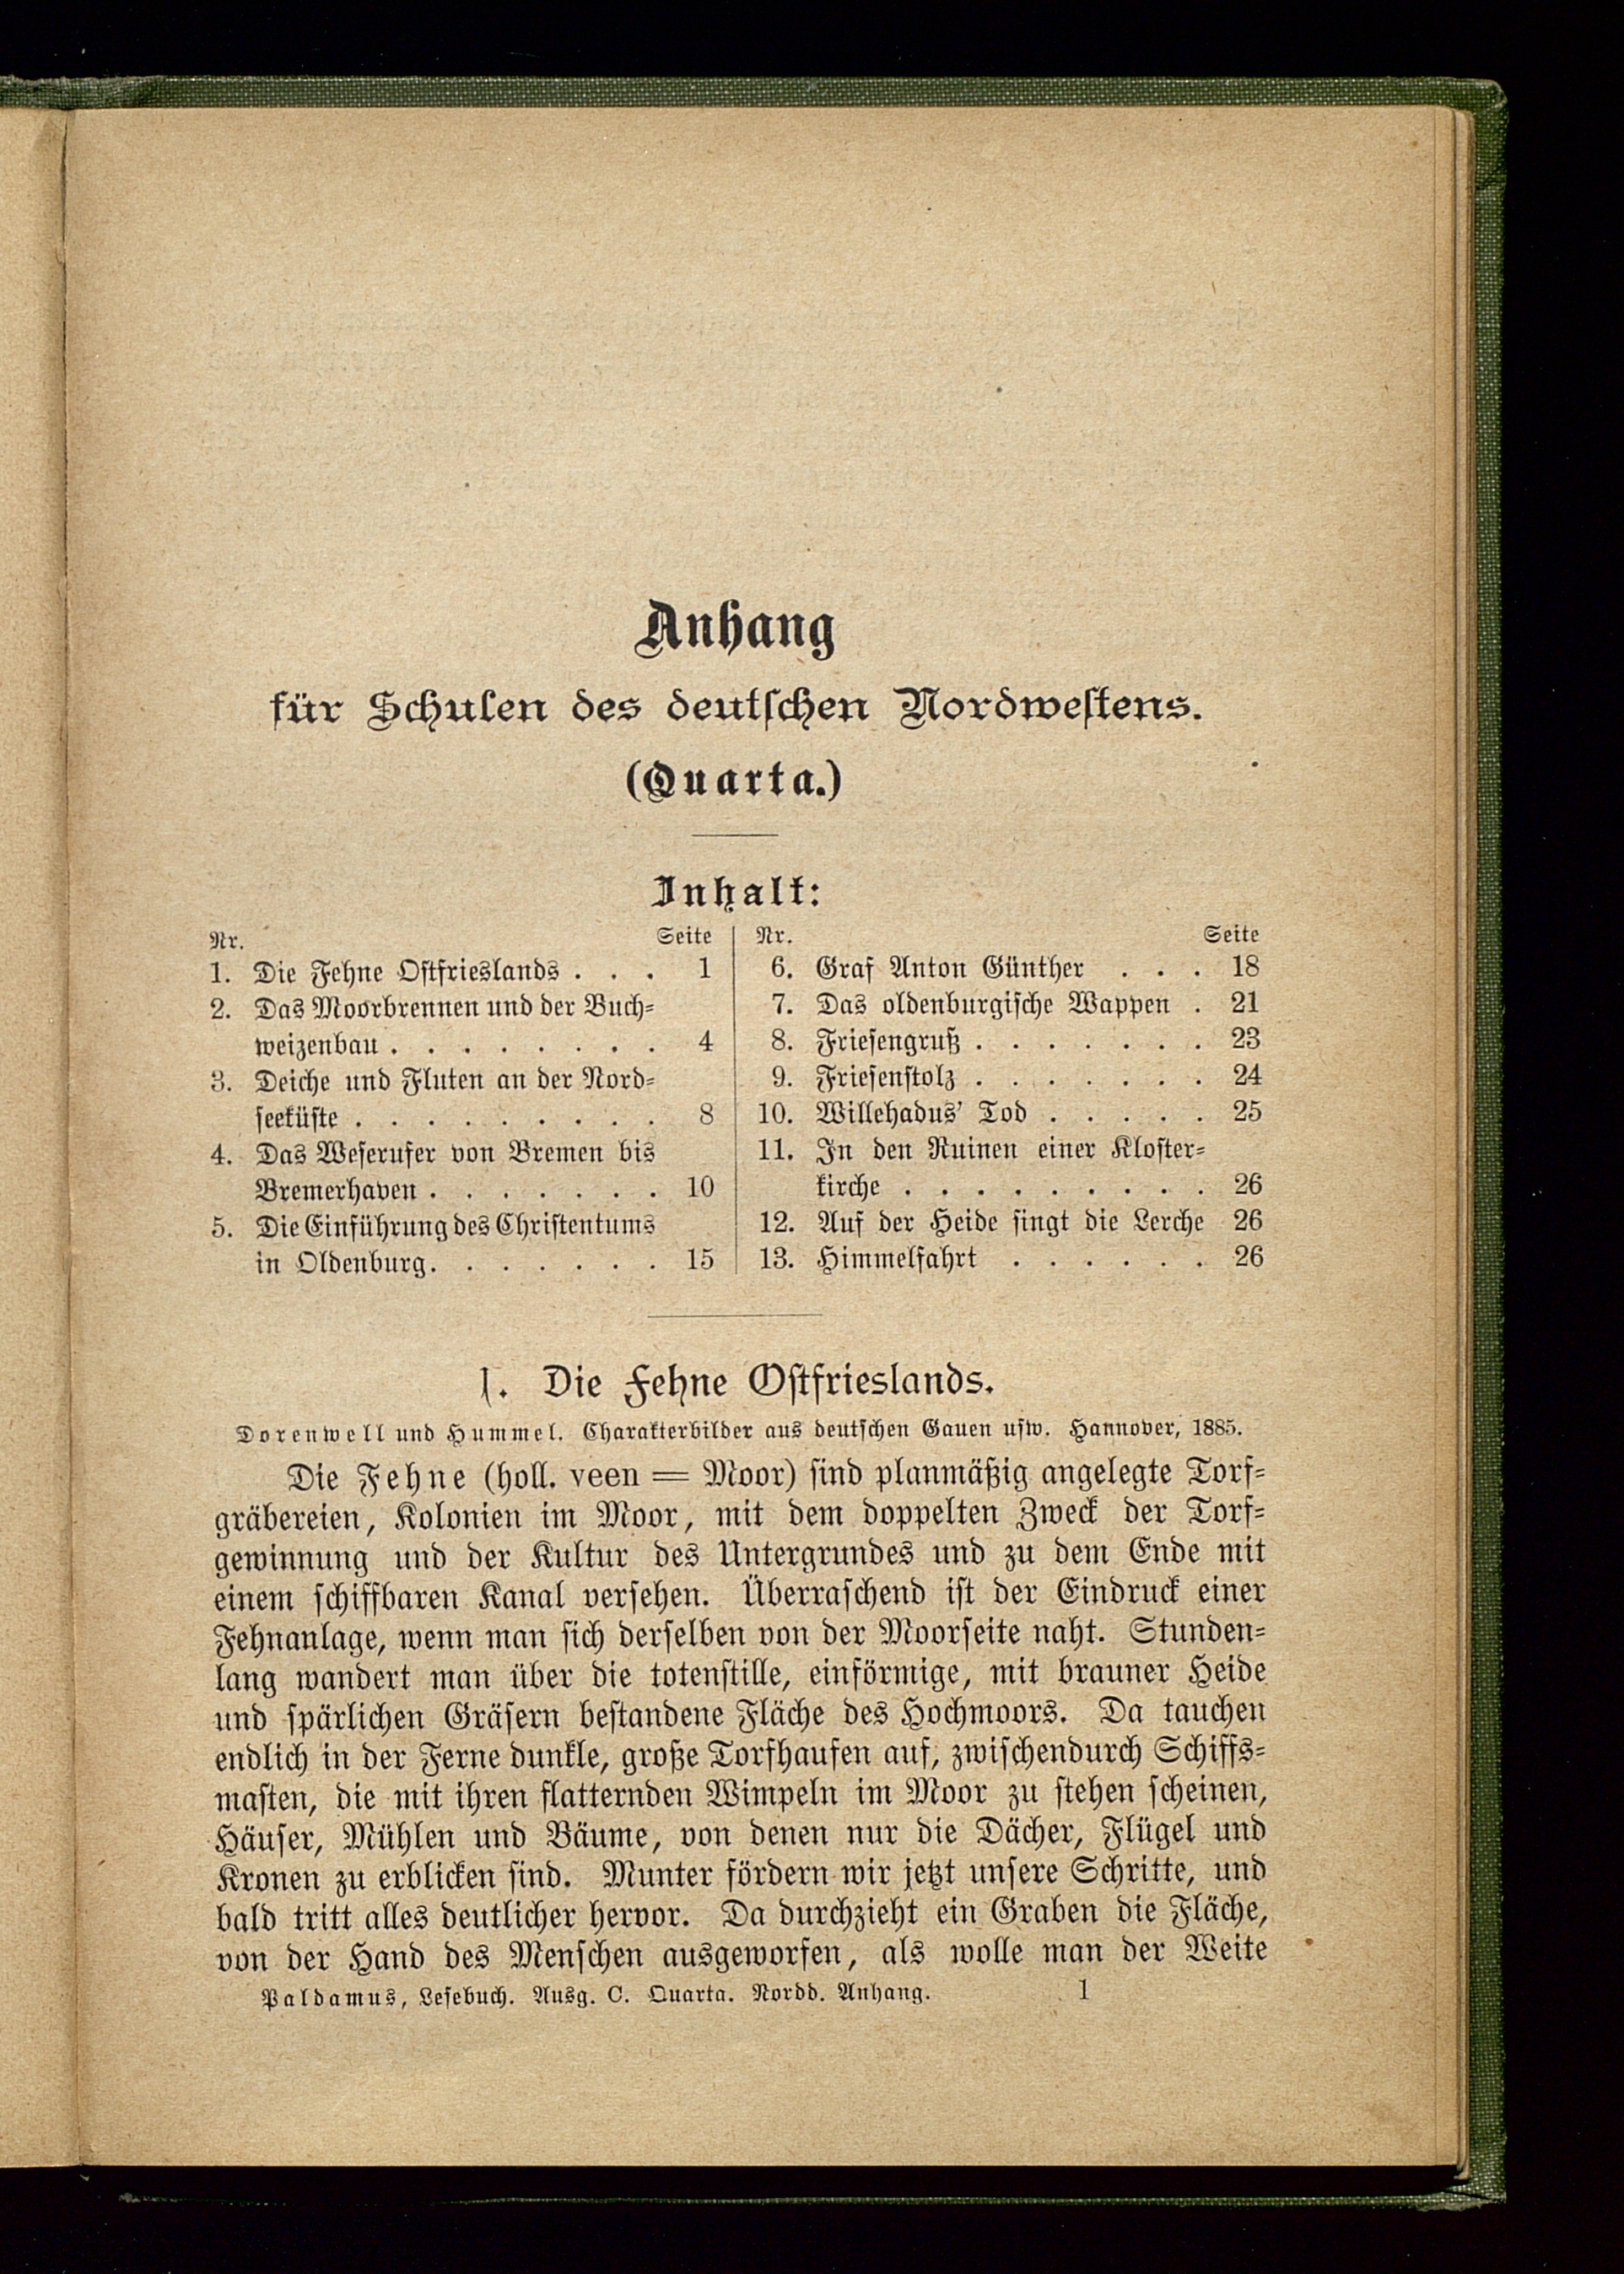 Anhang
für Schulen des deutschen Nordwestens.
(Quarta.)
Inhalt:
Nr. Seite
1. Die Fehne Ostfrieslands . . . 1
2. Das Moorbrennen und der Buch-
weizenbau . . . . . . . . 4
3. Deiche und Fluten an der Nord-
seeküste . . . . . . . . . 8
4. Das Weserufer von Bremen bis
Bremerhaven . . . . . . . 10
5. Die Einführung des Christentums
in Oldenburg. . . . . . . 15
Nr. Seite
6. Graf Anton Günther . . . 18
7. Das oldenburgische Wappen . 21
8. Friesengruß . . . . . . . 23
9. Friesenstolz . . . . . . . 24
10. Willehadus' Tod . . . . . 25
11. In den Ruinen einer Kloster-
kirche . . . . . . . . . 26
12. Auf der Heide singt die Lerche 26
13. Himmelfahrt . . . . . . 26
1. Die Fehne Ostfrieslands.
Dorenwell und Hummel. Charakterbilder aus deutschen Gauen usw. Hannover, 1885.
Die Fehne (holl. veen = Moor) sind planmäßig angelegte Torf-
gräbereien, Kolonien im Moor, mit dem doppelten Zweck der Torf-
gewinnung und der Kultur des Untergrundes und zu dem Ende mit
einem schiffbaren Kanal versehen. Überraschend ist der Eindruck einer
Fehnanlage, wenn man sich derselben von der Moorseite naht. Stunden-
lang wandert man über die totenstille, einförmige, mit brauner Heide
und spärlichen Gräsern bestandene Fläche des Hochmoors. Da tauchen
endlich in der Ferne dunkle, große Torfhaufen auf, zwischendurch Schiffs-
masten, die mit ihren flatternden Wimpeln im Moor zu stehen scheinen,
Häuser, Mühlen und Bäume, von denen nur die Dächer, Flügel und
Kronen zu erblicken sind. Munter fördern wir jetzt unsere Schritte, und
bald tritt alles deutlicher hervor. Da durchzieht ein Graben die Fläche,
von der Hand des Menschen ausgeworfen, als wolle man der Weite
Paldamus, Lesebuch. Ausg. C. Quarta. Nordd. Anhang. 1